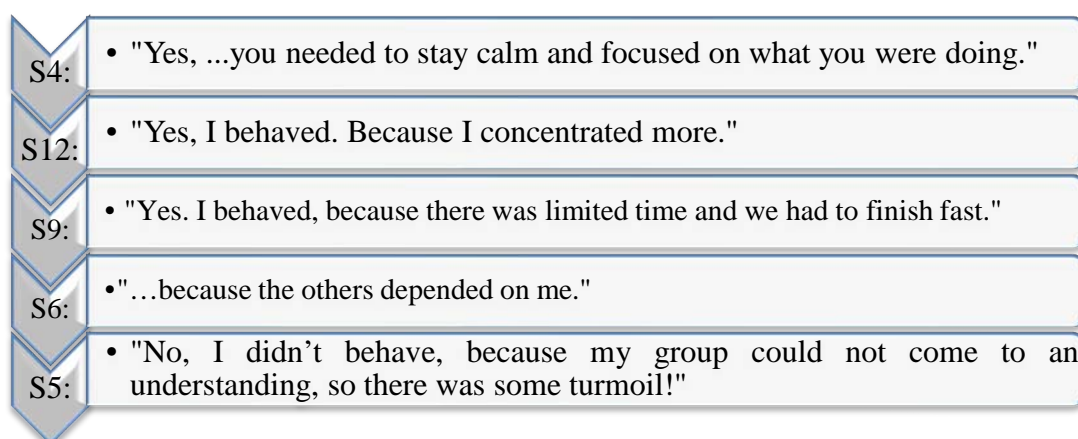 S4:
• "Yes, ...you needed to stay calm and focused on what you were doing."
S12:
• "Yes, I behaved. Because I concentrated more."
S9:
• "Yes. I behaved, because there was limited time and we had to finish fast."
S6:
•"…because the others depended on me."
S5:
• "No, I didn’t behave, because my group could not come to an
understanding, so there was some turmoil!"